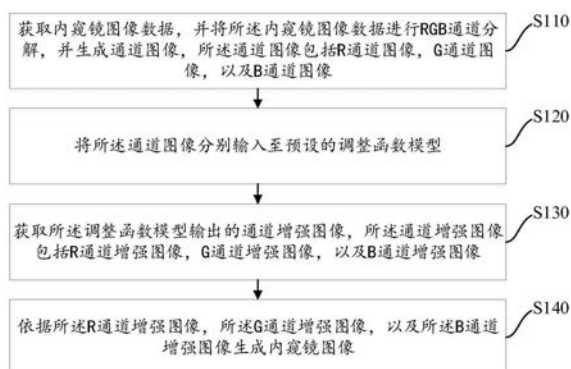 获取内窥镜图像数据, 并将所述内窥镜图像数据进行RGB通道分
解, 并生成通道图像, 所述通道图像包括R通道图像, G通道图
像, 以及B通道图像
S110
将所述通道图像分别输入至预设的调整函数模型
S120
获取所述调整函数模型输出的通道增强图像, 所述通道增强图像
包括R通道增强图像, G通道增强图像, 以及B通道增强图像
S130
依据所述R通道增强图像, 所述G通道增强图像, 以及所述B通道
增强图像生成内窥镜图像
S140